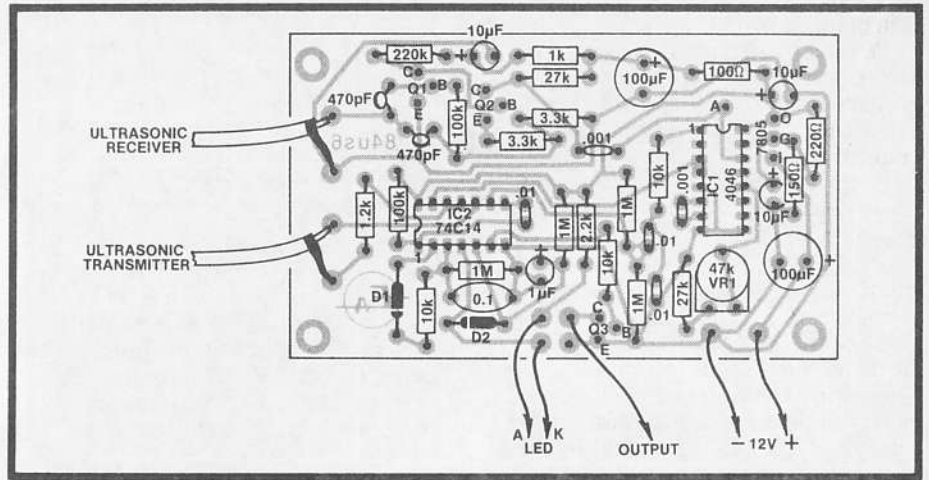 10µF
220k
1k
27k
100µF
100Ω
10µF
+
+
+
470pF
C
Q1
B
E
C
Q2
B
E
100k
3.3k
3.3k
470pF
84us6
.001
A
O
G
I
7805
220Ω
150Ω
+
10µF
ULTRASONIC
RECEIVER
1
IC1
4046
10k
.001
1M
1.2k
100k
IC2
74C14
1
.01
1M
2.2k
.01
10k
ULTRASONIC
TRANSMITTER
D1
10k
1M
0.1
D2
+
1µF
C
Q3
B
E
1M
.01
27k
47k
VR1
100µF
+
A
K
LED
OUTPUT
− 12V +